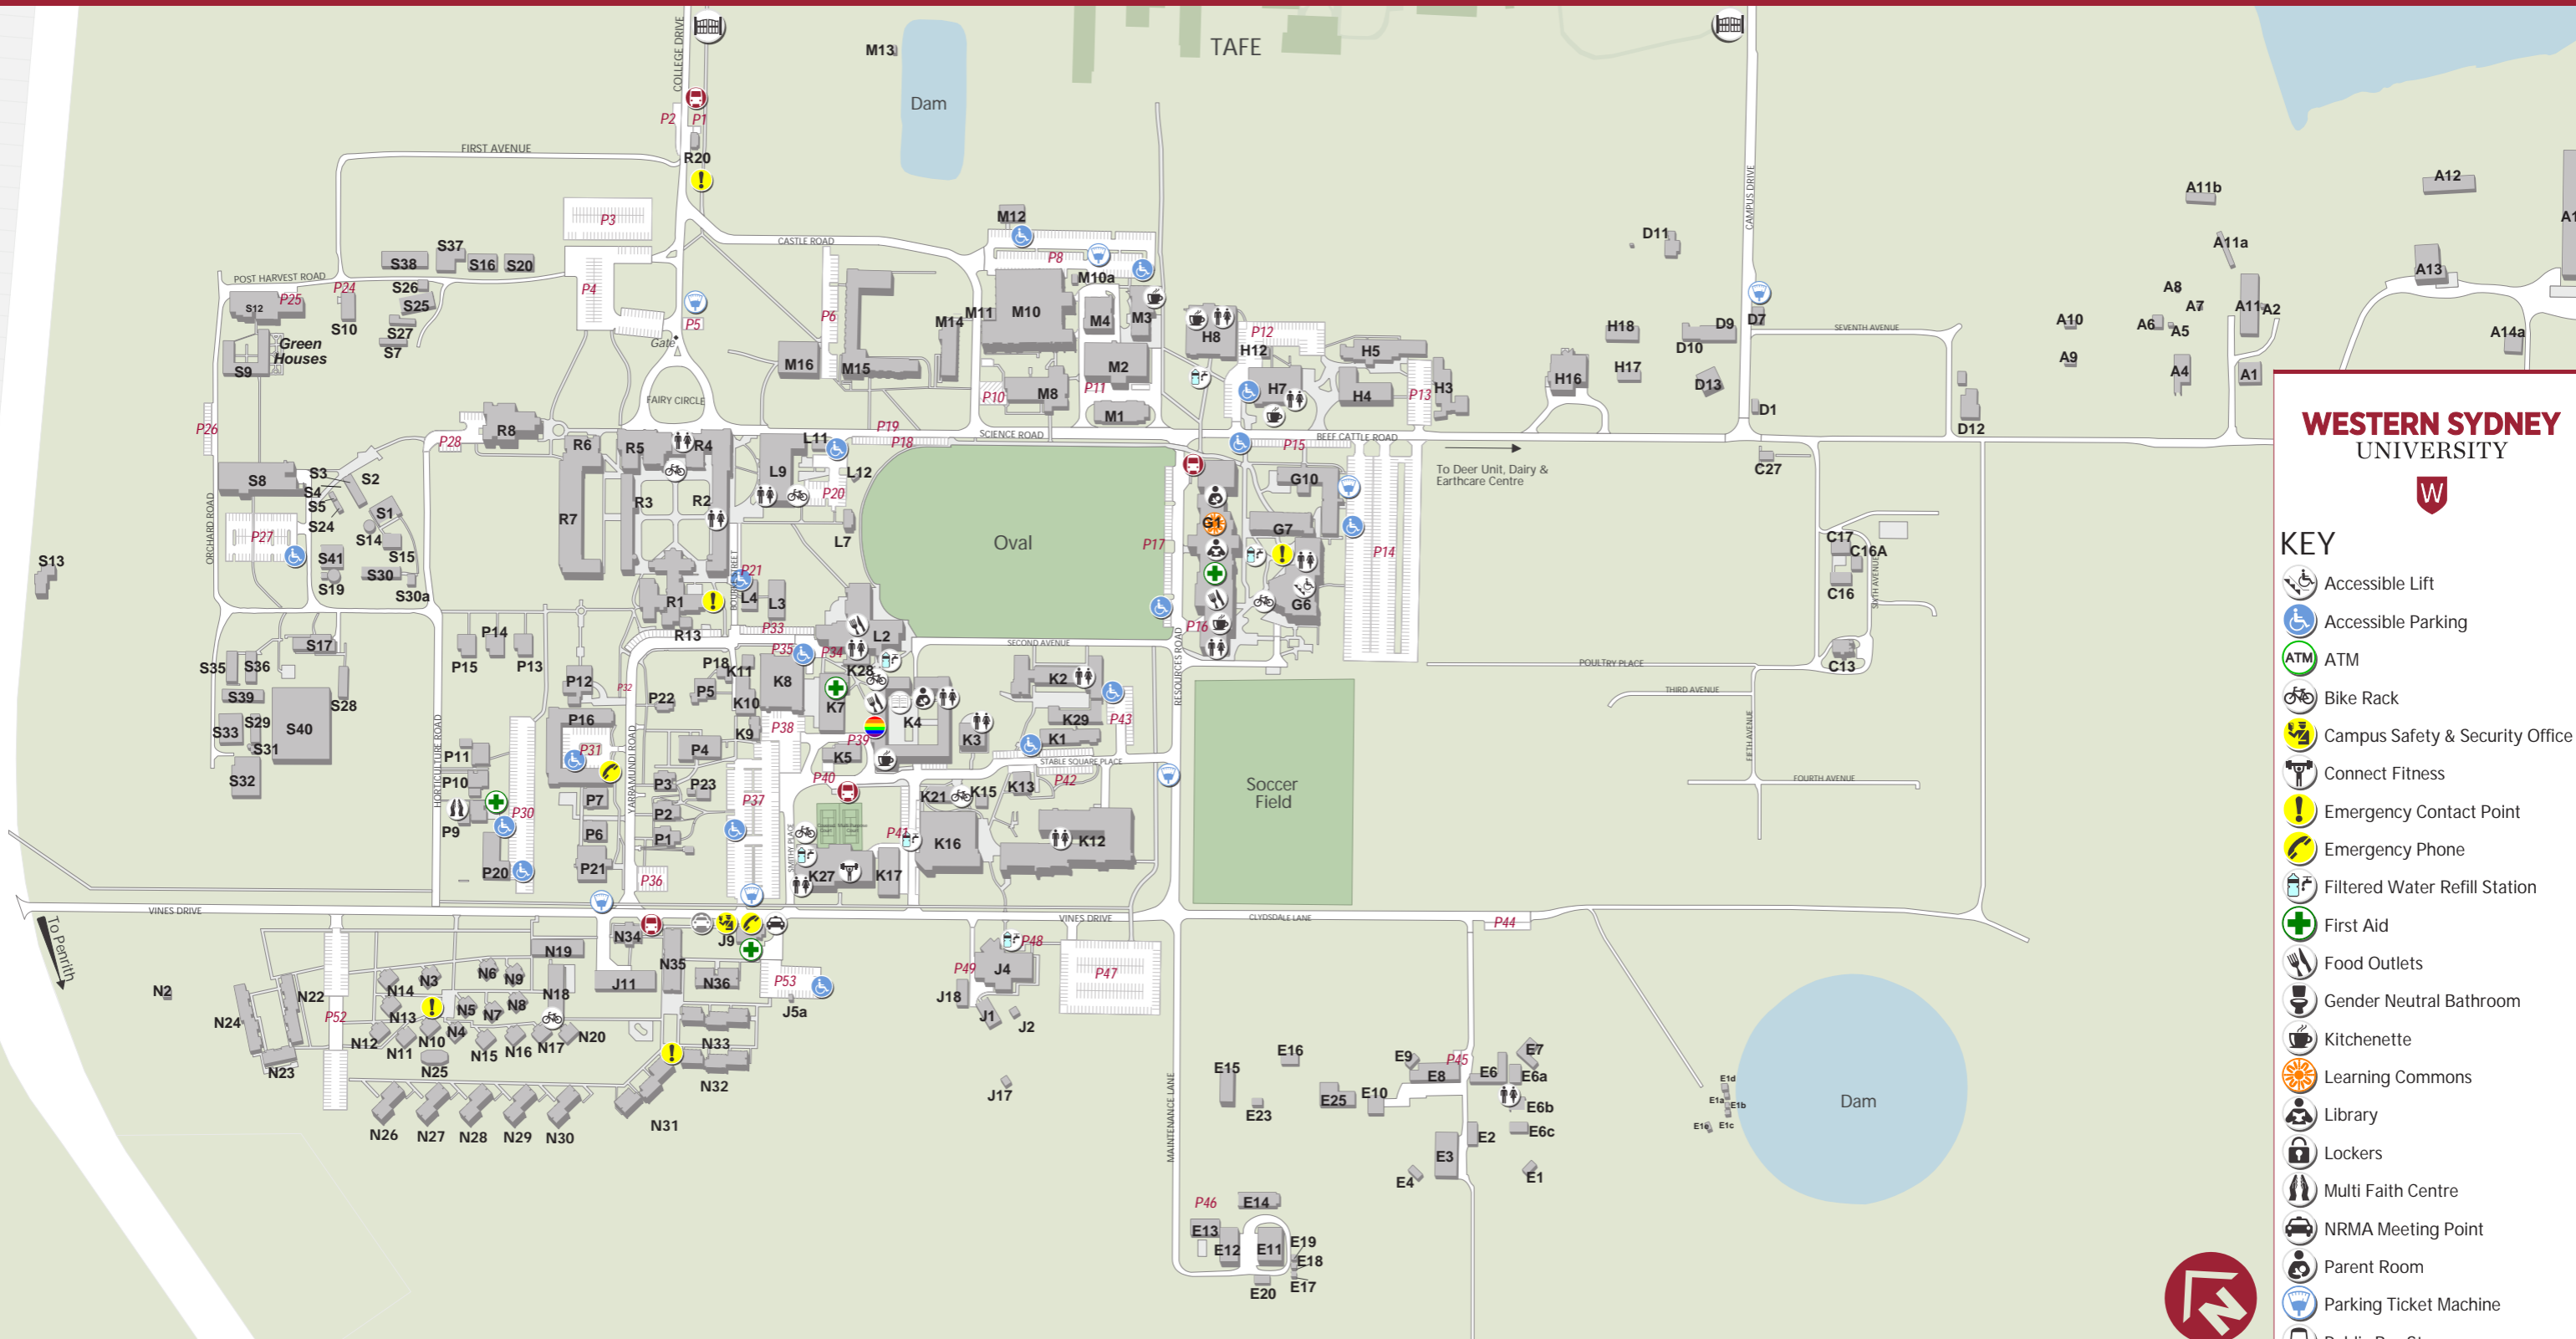 COLLEGE DRIVE
TAFE
M13
Dam
P2
P1
R20
FIRST AVENUE
CAMPUS DRIVE
A12
A11b
P3
M12
CASTLE ROAD
D11
A11a
S37
S38
S16
S20
POST HARVEST ROAD
P4
P8
M10a
A13
S26
P24
P25
S25
S12
S10
S27
S7
P5
Gate
P6
M11
M10
M14
M4
M3
H8
P12
H12
H18
D9
D7
D10
SEVENTH AVENUE
A8
A7
A11
A2
A10
A6
A5
A9
A14a
A4
A1
Green
Houses
S9
M16
M15
M2
P11
M8
P10
M1
H5
H7
H4
P13
H3
H16
H17
D13
D1
D12
FAIRY CIRCLE
P26
P28
R8
R6
R5
R4
L11
P19
P18
SCIENCE ROAD
P15
BEEF CATTLE ROAD
To Deer Unit, Dairy &
Earthcare Centre
C27
L9
L12
P20
S8
S3
S2
S4
S5
S24
S1
S14
S15
R3
R2
R7
L7
Oval
P17
G10
G1
G7
P14
C17
C16A
C16
SIXTH AVENUE
ORCHARD ROAD
P27
S13
S41
S30
S19
S30a
P21
L4
L3
R1
R13
P33
L2
SECOND AVENUE
RESOURCES ROAD
P16
G6
POULTRY PLACE
C13
S17
S35
S36
S39
S29
S33
S31
S40
S28
S32
P15
P14
P13
P12
P32
P22
P18
P5
K11
K8
K10
K9
P35
P34
K28
K7
K4
K2
K29
P43
K3
K1
P38
P39
K5
P16
P31
P4
P11
P10
P9
P30
P20
P7
P6
P21
HORTICULTURE ROAD
YARRAMUNDI ROAD
P3
P23
P2
P1
P36
P37
SMITHY PLACE
P40
STABLE SQUARE PLACE
P42
K21
K15
K13
P41
K16
K12
K27
K17
THIRD AVENUE
FIFTH AVENUE
FOURTH AVENUE
Soccer
Field
VINES DRIVE
VINES DRIVE
CLYDSDALE LANE
P44
To Penrith
N2
N24
N22
N23
P52
N19
N34
J9
N14
N3
N6
N9
N18
J11
N35
N36
P53
J5a
N13
N5
N7
N8
N12
N11
N10
N4
N15
N16
N17
N20
N25
N33
N32
N26
N27
N28
N29
N30
N31
P48
P49
J4
P47
J18
J1
J2
J17
MAINTENANCE LANE
E16
E15
E23
E25
E10
E9
E8
P45
E6
E7
E6a
E6b
E6c
E2
E3
E4
E1
E1d
E1a
E1b
E1c
Dam
P46
E14
E13
E12
E11
E19
E18
E17
E20
WESTERN SYDNEY
UNIVERSITY
W
KEY
Accessible Lift
Accessible Parking
ATM ATM
Bike Rack
Campus Safety & Security Office
Connect Fitness
Emergency Contact Point
Emergency Phone
Filtered Water Refill Station
First Aid
Food Outlets
Gender Neutral Bathroom
Kitchenette
Learning Commons
Library
Lockers
Multi Faith Centre
NRMA Meeting Point
Parent Room
Parking Ticket Machine
N